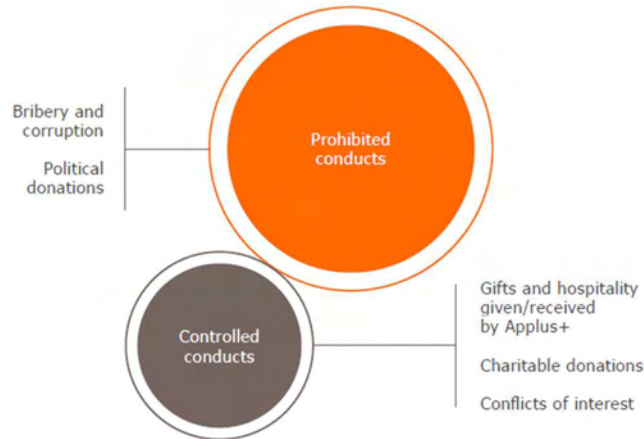 Bribery and
corruption
Political
donations
Prohibited
conducts
Controlled
conducts
Gifts and hospitality
given/received
by Applus+
Charitable donations
Conflicts of interest